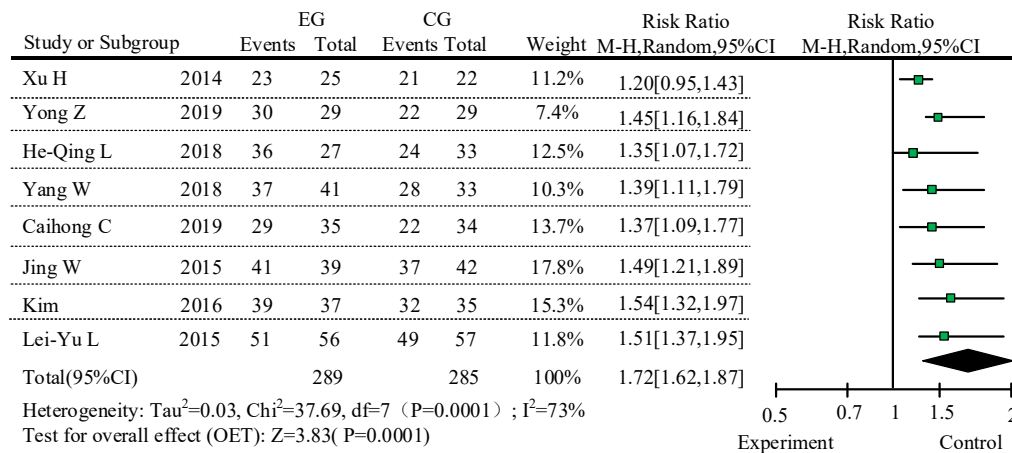 EG CG Risk Ratio Risk Ratio
Study or Subgroup Events Total Events Total Weight M-H,Random,95%CI M-H,Random,95%CI
Xu H 2014 23 25 21 22 11.2% 1.20[0.95,1.43]
Yong Z 2019 30 29 22 29 7.4% 1.45[1.16,1.84]
He-Qing L 2018 36 27 24 33 12.5% 1.35[1.07,1.72]
Yang W 2018 37 41 28 33 10.3% 1.39[1.11,1.79]
Caihong C 2019 29 35 22 34 13.7% 1.37[1.09,1.77]
Jing W 2015 41 39 37 42 17.8% 1.49[1.21,1.89]
Kim 2016 39 37 32 35 15.3% 1.54[1.32,1.97]
Lei-Yu L 2015 51 56 49 57 11.8% 1.51[1.37,1.95]
Total(95%CI) 289 285 100% 1.72[1.62,1.87]
Heterogeneity: Tau²=0.03, Chi²=37.69, df=7（P=0.0001）; I²=73%
Test for overall effect (OET): Z=3.83( P=0.0001)
0.5 0.7 1 1.5 2
Experiment Control